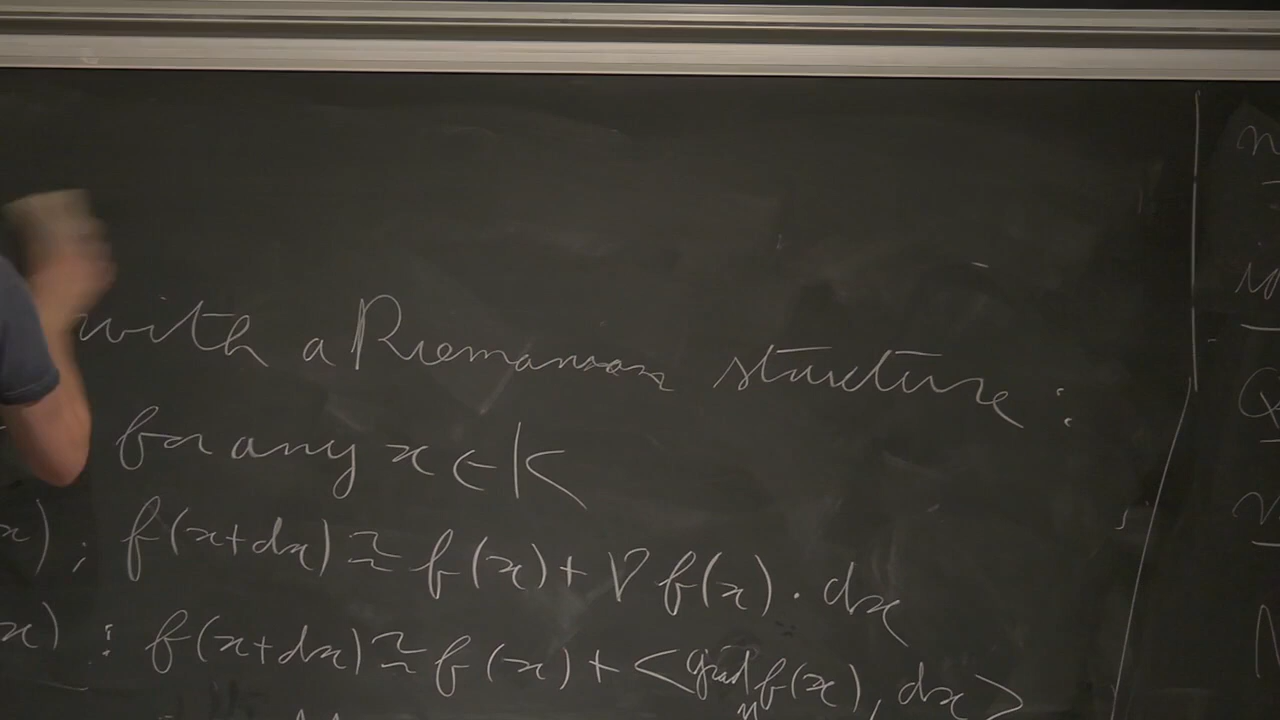 with a Riemannian structure :
for any x ∈ K
x) ; f(x+dx) ≃ f(x) + ∇ f(x) . dx
x) : f(x+dx) ≃ f(x) + < grad f(x), dx >